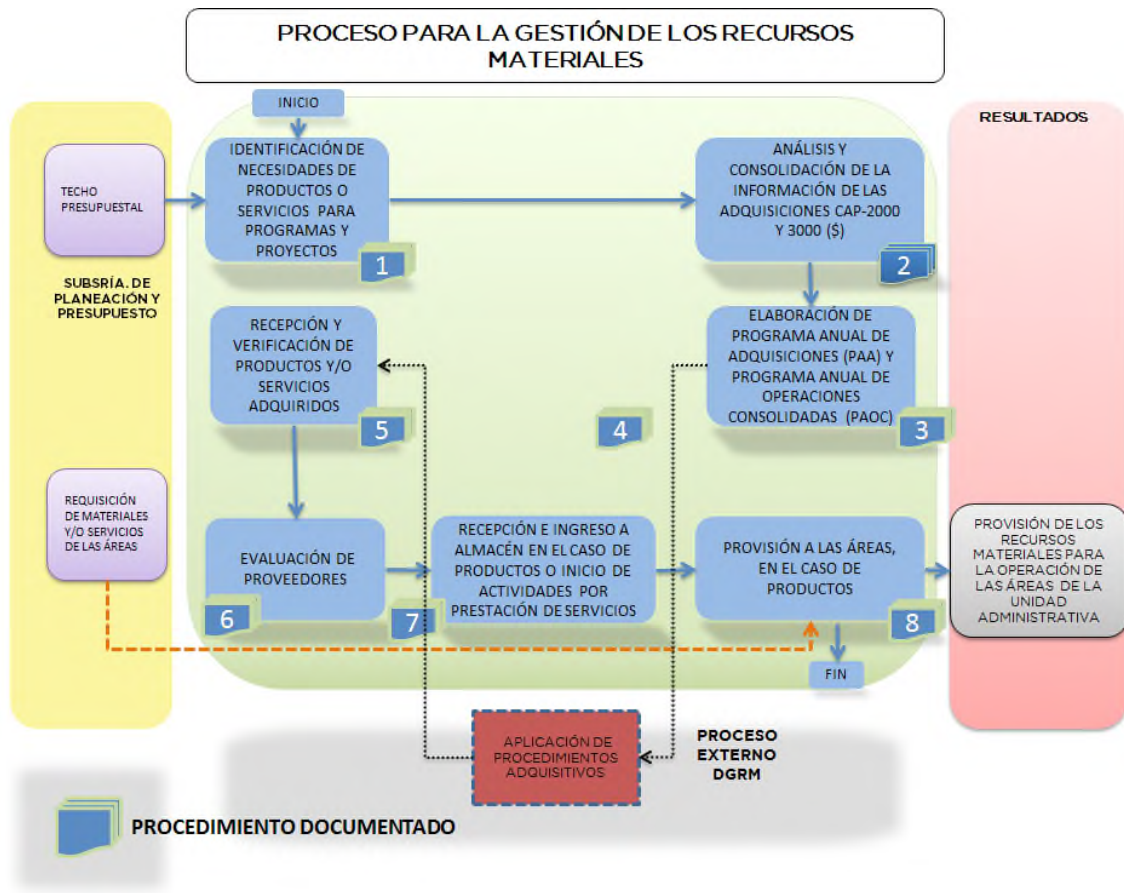 PROCESO PARA LA GESTIÓN DE LOS RECURSOS
MATERIALES
INICIO
RESULTADOS
TECHO
PRESUPUESTAL
IDENTIFICACIÓN DE
NECESIDADES DE
PRODUCTOS O
SERVICIOS PARA
PROGRAMAS Y
PROYECTOS
1
ANÁLISIS Y
CONSOLIDACIÓN DE LA
INFORMACIÓN DE LAS
ADQUISICIONES CAP-2000
Y 3000 ($)
2
SUBSRÍA. DE
PLANEACIÓN Y
PRESUPUESTO
RECEPCIÓN Y
VERIFICACIÓN DE
PRODUCTOS Y/O
SERVICIOS
ADQUIRIDOS
5
4
ELABORACIÓN DE
PROGRAMA ANUAL DE
ADQUISICIONES (PAA) Y
PROGRAMA ANUAL DE
OPERACIONES
CONSOLIDADAS (PAOC)
3
REQUISICIÓN
DE MATERIALES
Y/O SERVICIOS
DE LAS ÁREAS
EVALUACIÓN DE
PROVEEDORES
6
RECEPCIÓN E INGRESO A
ALMACÉN EN EL CASO DE
PRODUCTOS O INICIO DE
ACTIVIDADES POR
PRESTACIÓN DE SERVICIOS
7
PROVISIÓN A LAS ÁREAS,
EN EL CASO DE
PRODUCTOS
8
PROVISIÓN DE LOS
RECURSOS
MATERIALES PARA
LA OPERACIÓN DE
LAS ÁREAS DE LA
UNIDAD
ADMINISTRATIVA
FIN
APLICACIÓN DE
PROCEDIMIENTOS
ADQUISITIVOS
PROCESO
EXTERNO
DGRM
PROCEDIMIENTO DOCUMENTADO